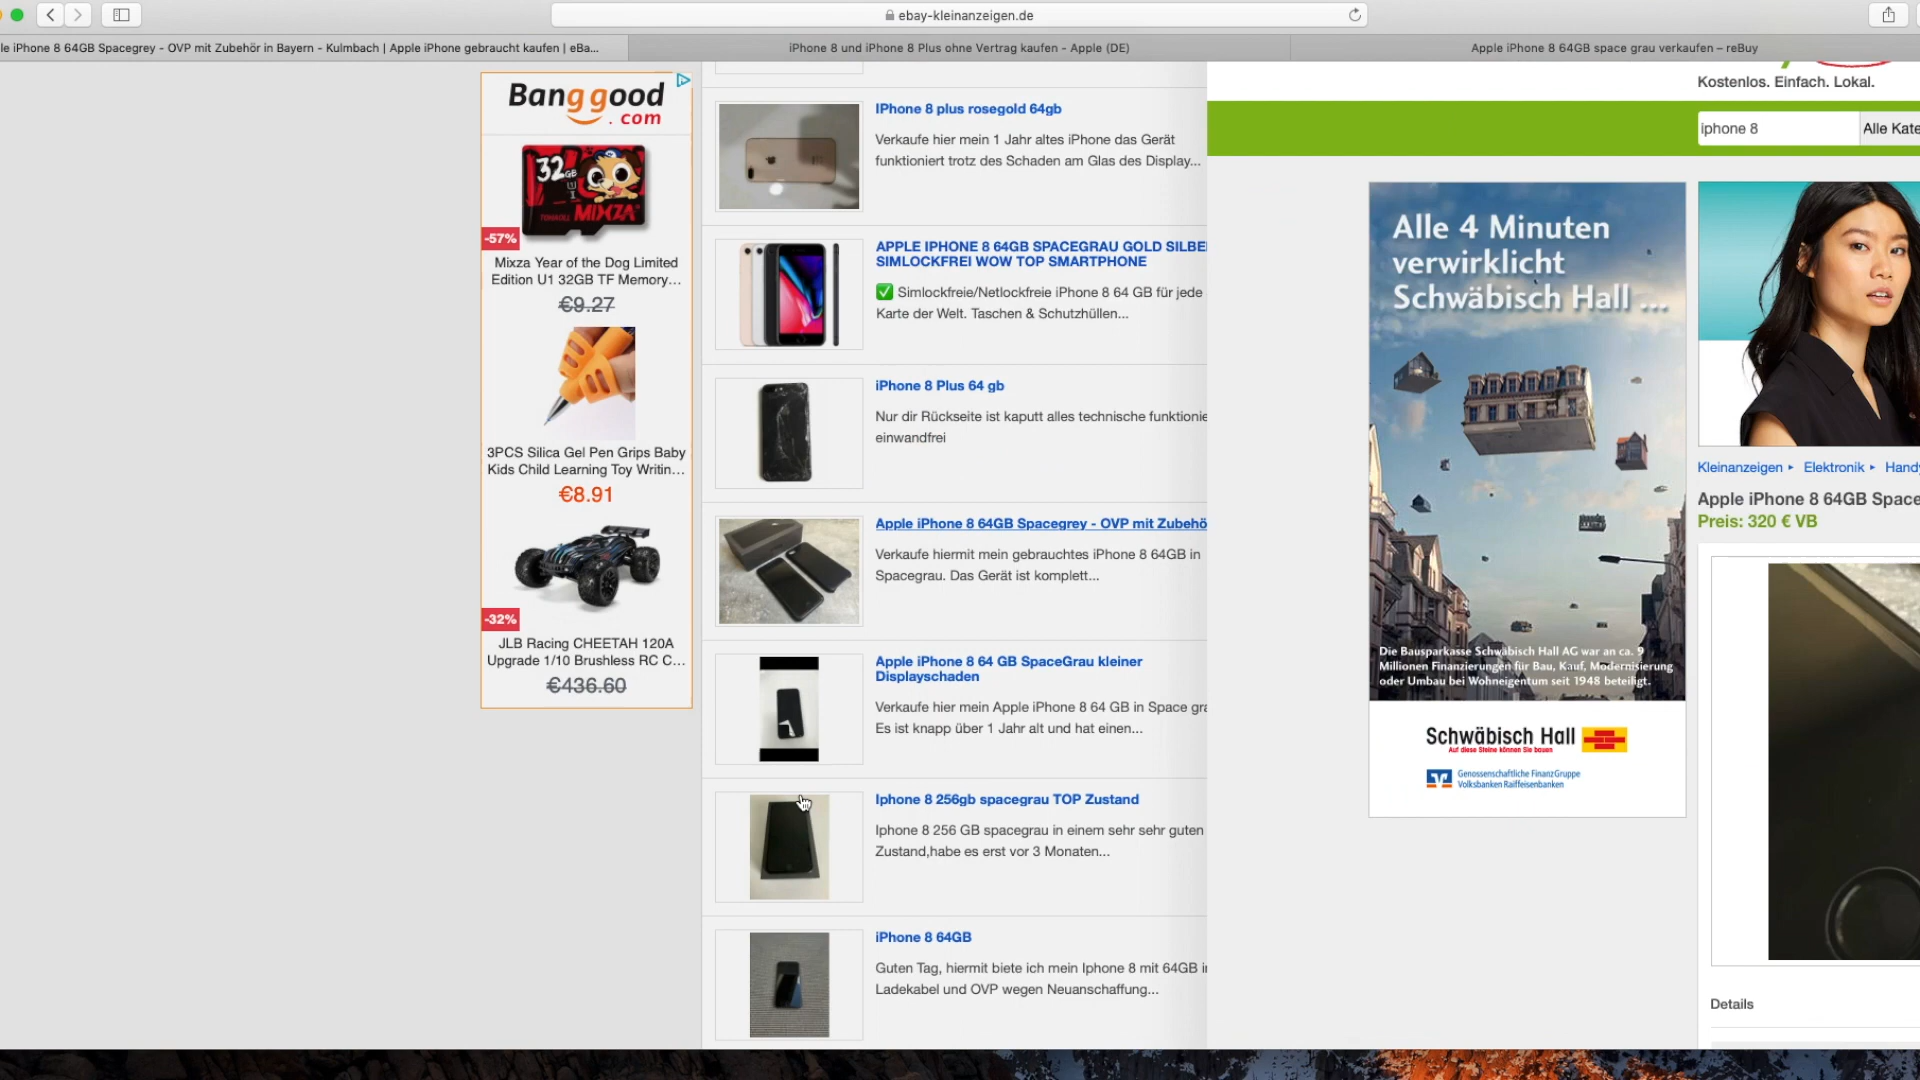 ebay-kleinanzeigen.de
le iPhone 8 64GB Spacegrey - OVP mit Zubehör in Bayern - Kulmbach | Apple iPhone gebraucht kaufen | eBa...
iPhone 8 und iPhone 8 Plus ohne Vertrag kaufen - Apple (DE)
Apple iPhone 8 64GB space grau verkaufen – reBuy
Banggood
.com
32GB
MIXZA
-57%
Mixza Year of the Dog Limited
Edition U1 32GB TF Memory...
€9.27
3PCS Silica Gel Pen Grips Baby
Kids Child Learning Toy Writin...
€8.91
-32%
JLB Racing CHEETAH 120A
Upgrade 1/10 Brushless RC C...
€436.60
IPhone 8 plus rosegold 64gb
Verkaufe hier mein 1 Jahr altes iPhone das Gerät
funktioniert trotz des Schaden am Glas des Display...
APPLE IPHONE 8 64GB SPACEGRAU GOLD SILBE
SIMLOCKFREI WOW TOP SMARTPHONE
✅ Simlockfreie/Netlockfreie iPhone 8 64 GB für jede
Karte der Welt. Taschen & Schutzhüllen...
iPhone 8 Plus 64 gb
Nur dir Rückseite ist kaputt alles technische funktionie
einwandfrei
Apple iPhone 8 64GB Spacegrey - OVP mit Zubehö
Verkaufe hiermit mein gebrauchtes iPhone 8 64GB in
Spacegrau. Das Gerät ist komplett...
Apple iPhone 8 64 GB SpaceGrau kleiner
Displayschaden
Verkaufe hier mein Apple iPhone 8 64 GB in Space gra
Es ist knapp über 1 Jahr alt und hat einen...
Iphone 8 256gb spacegrau TOP Zustand
Iphone 8 256 GB spacegrau in einem sehr sehr guten
Zustand,habe es erst vor 3 Monaten...
iPhone 8 64GB
Guten Tag, hiermit biete ich mein Iphone 8 mit 64GB i
Ladekabel und OVP wegen Neuanschaffung...
Kostenlos. Einfach. Lokal.
iphone 8
Alle Kate
Alle 4 Minuten
verwirklicht
Schwäbisch Hall ...
Die Bausparkasse Schwäbisch Hall AG war an ca. 9
Millionen Finanzierungen für Bau, Kauf, Modernisierung
oder Umbau bei Wohneigentum seit 1948 beteiligt.
Schwäbisch Hall
Auf diese Steine können Sie bauen
Genossenschaftliche FinanzGruppe
Volksbanken Raiffeisenbanken
Kleinanzeigen ▸ Elektronik ▸ Handy
Apple iPhone 8 64GB Space
Preis: 320 € VB
Details